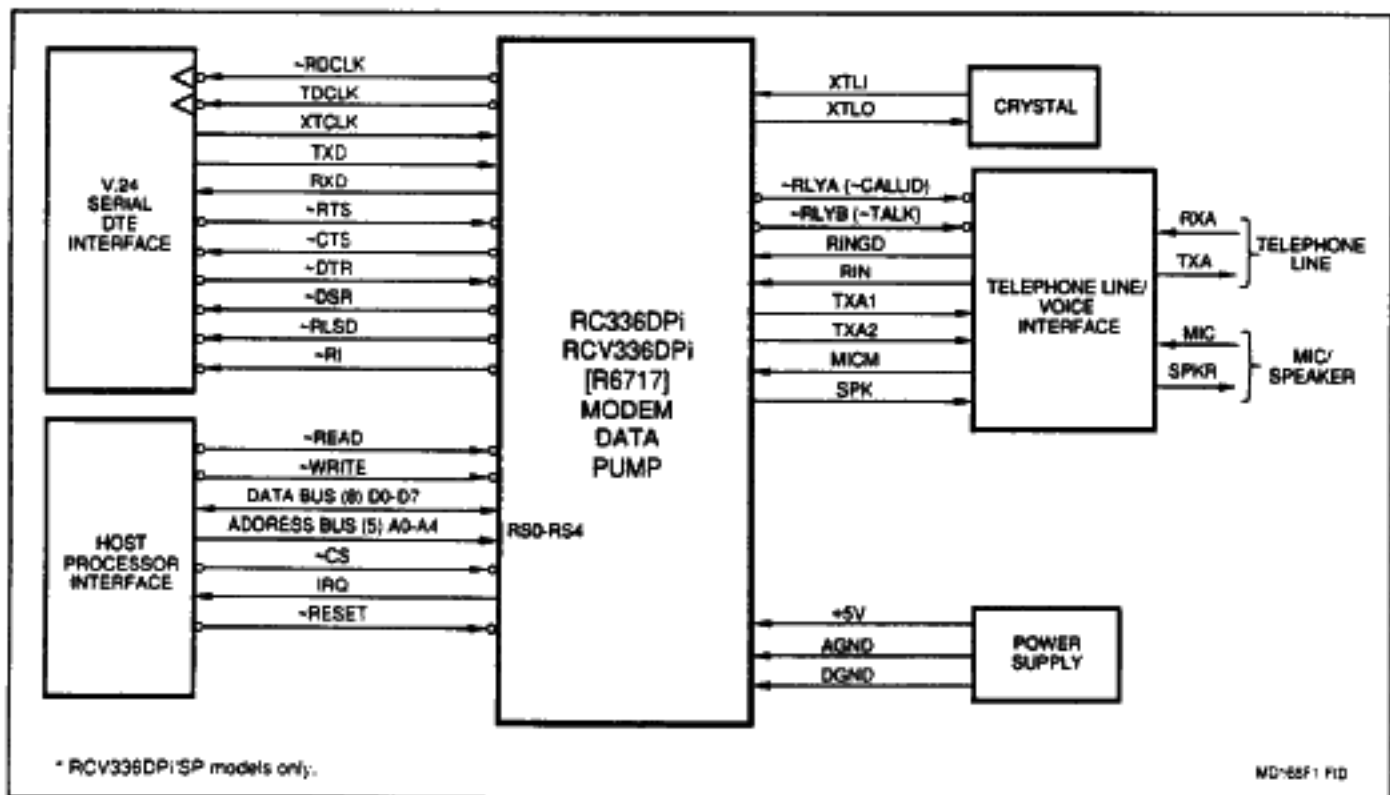 ~RDCLK
TDCLK
XTCLK
TXD
RXD
~RTS
~CTS
~DTR
~DSR
~RLSD
~RI
V.24
SERIAL
DTE
INTERFACE
~READ
~WRITE
DATA BUS (8) D0-D7
ADDRESS BUS (5) A0-A4
~CS
IRQ
~RESET
HOST
PROCESSOR
INTERFACE
RS0-RS4
RC336DPi
RCV336DPi
[R6717]
MODEM
DATA
PUMP
XTLI
XTLO
CRYSTAL
~RLYA (~CALLID)
~RLYB (~TALK)
RINGD
RIN
TXA1
TXA2
MICM
SPK
TELEPHONE LINE/
VOICE
INTERFACE
RXA
TXA
TELEPHONE
LINE
MIC
SPKR
MIC/
SPEAKER
+5V
AGND
DGND
POWER
SUPPLY
* RCV336DPi/SP models only.
MD168F1 FID